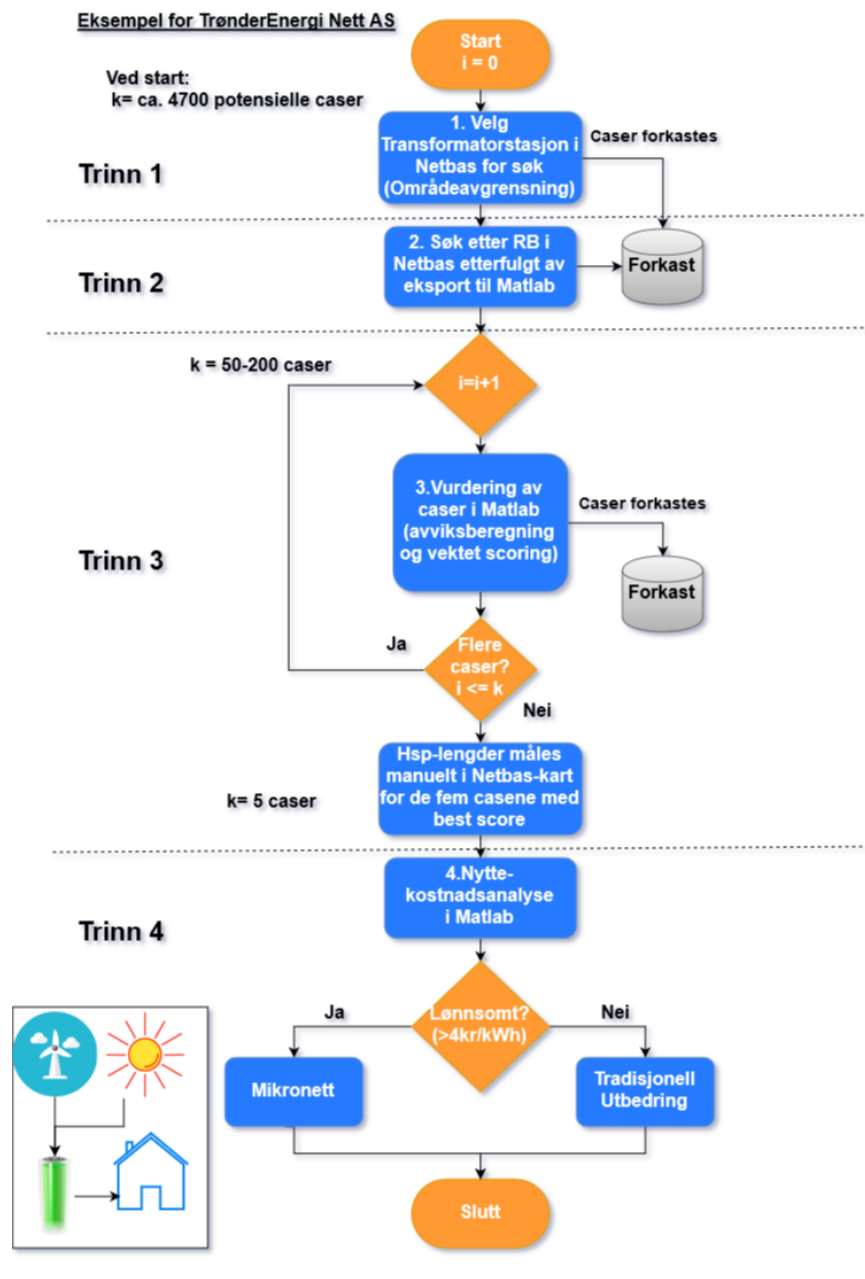 Eksempel for TrønderEnergi Nett AS
Start
i = 0
Ved start:
k= ca. 4700 potensielle caser
1. Velg
Transformatorstasjon i
Netbas for søk
(Områdeavgrensning)
Caser forkastes
Trinn 1
2. Søk etter RB i
Netbas etterfulgt av
eksport til Matlab
Forkast
Trinn 2
k = 50-200 caser
i=i+1
3.Vurdering av
caser i Matlab
(avviksberegning
og vektet scoring)
Caser forkastes
Trinn 3
Forkast
Ja
Flere
caser?
i <= k
Nei
Hsp-lengder måles
manuelt i Netbas-kart
for de fem casene med
best score
k= 5 caser
4.Nytte-
kostnadsanalyse
i Matlab
Trinn 4
Ja
Lønnsomt?
(>4kr/kWh)
Nei
Mikronett
Tradisjonell
Utbedring
Slutt